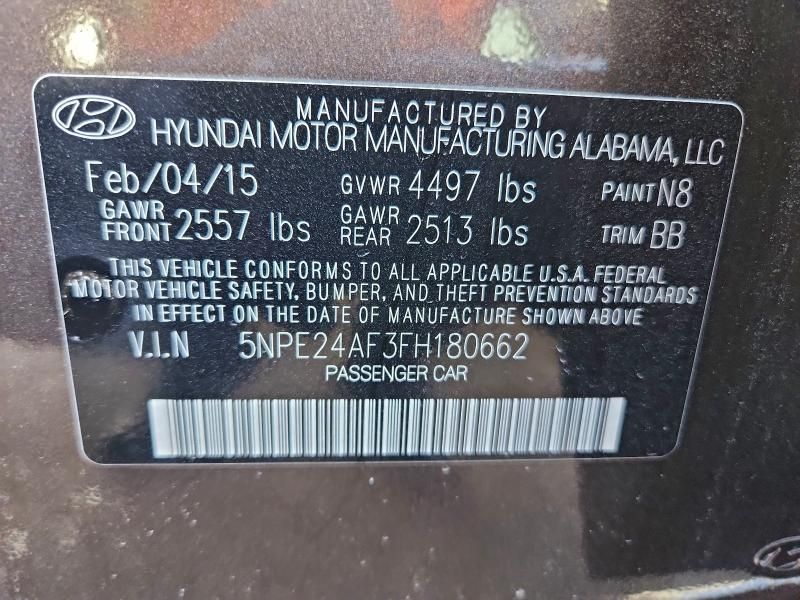 MANUFACTURED BY
HYUNDAI MOTOR MANUFACTURING ALABAMA, LLC
Feb/04/15 GVWR 4497 lbs PAINT N8
GAWR FRONT 2557 lbs GAWR REAR 2513 lbs TRIM BB
THIS VEHICLE CONFORMS TO ALL APPLICABLE U.S.A. FEDERAL
MOTOR VEHICLE SAFETY, BUMPER, AND THEFT PREVENTION STANDARDS
IN EFFECT ON THE DATE OF MANUFACTURE SHOWN ABOVE
V.I.N 5NPE24AF3FH180662
PASSENGER CAR